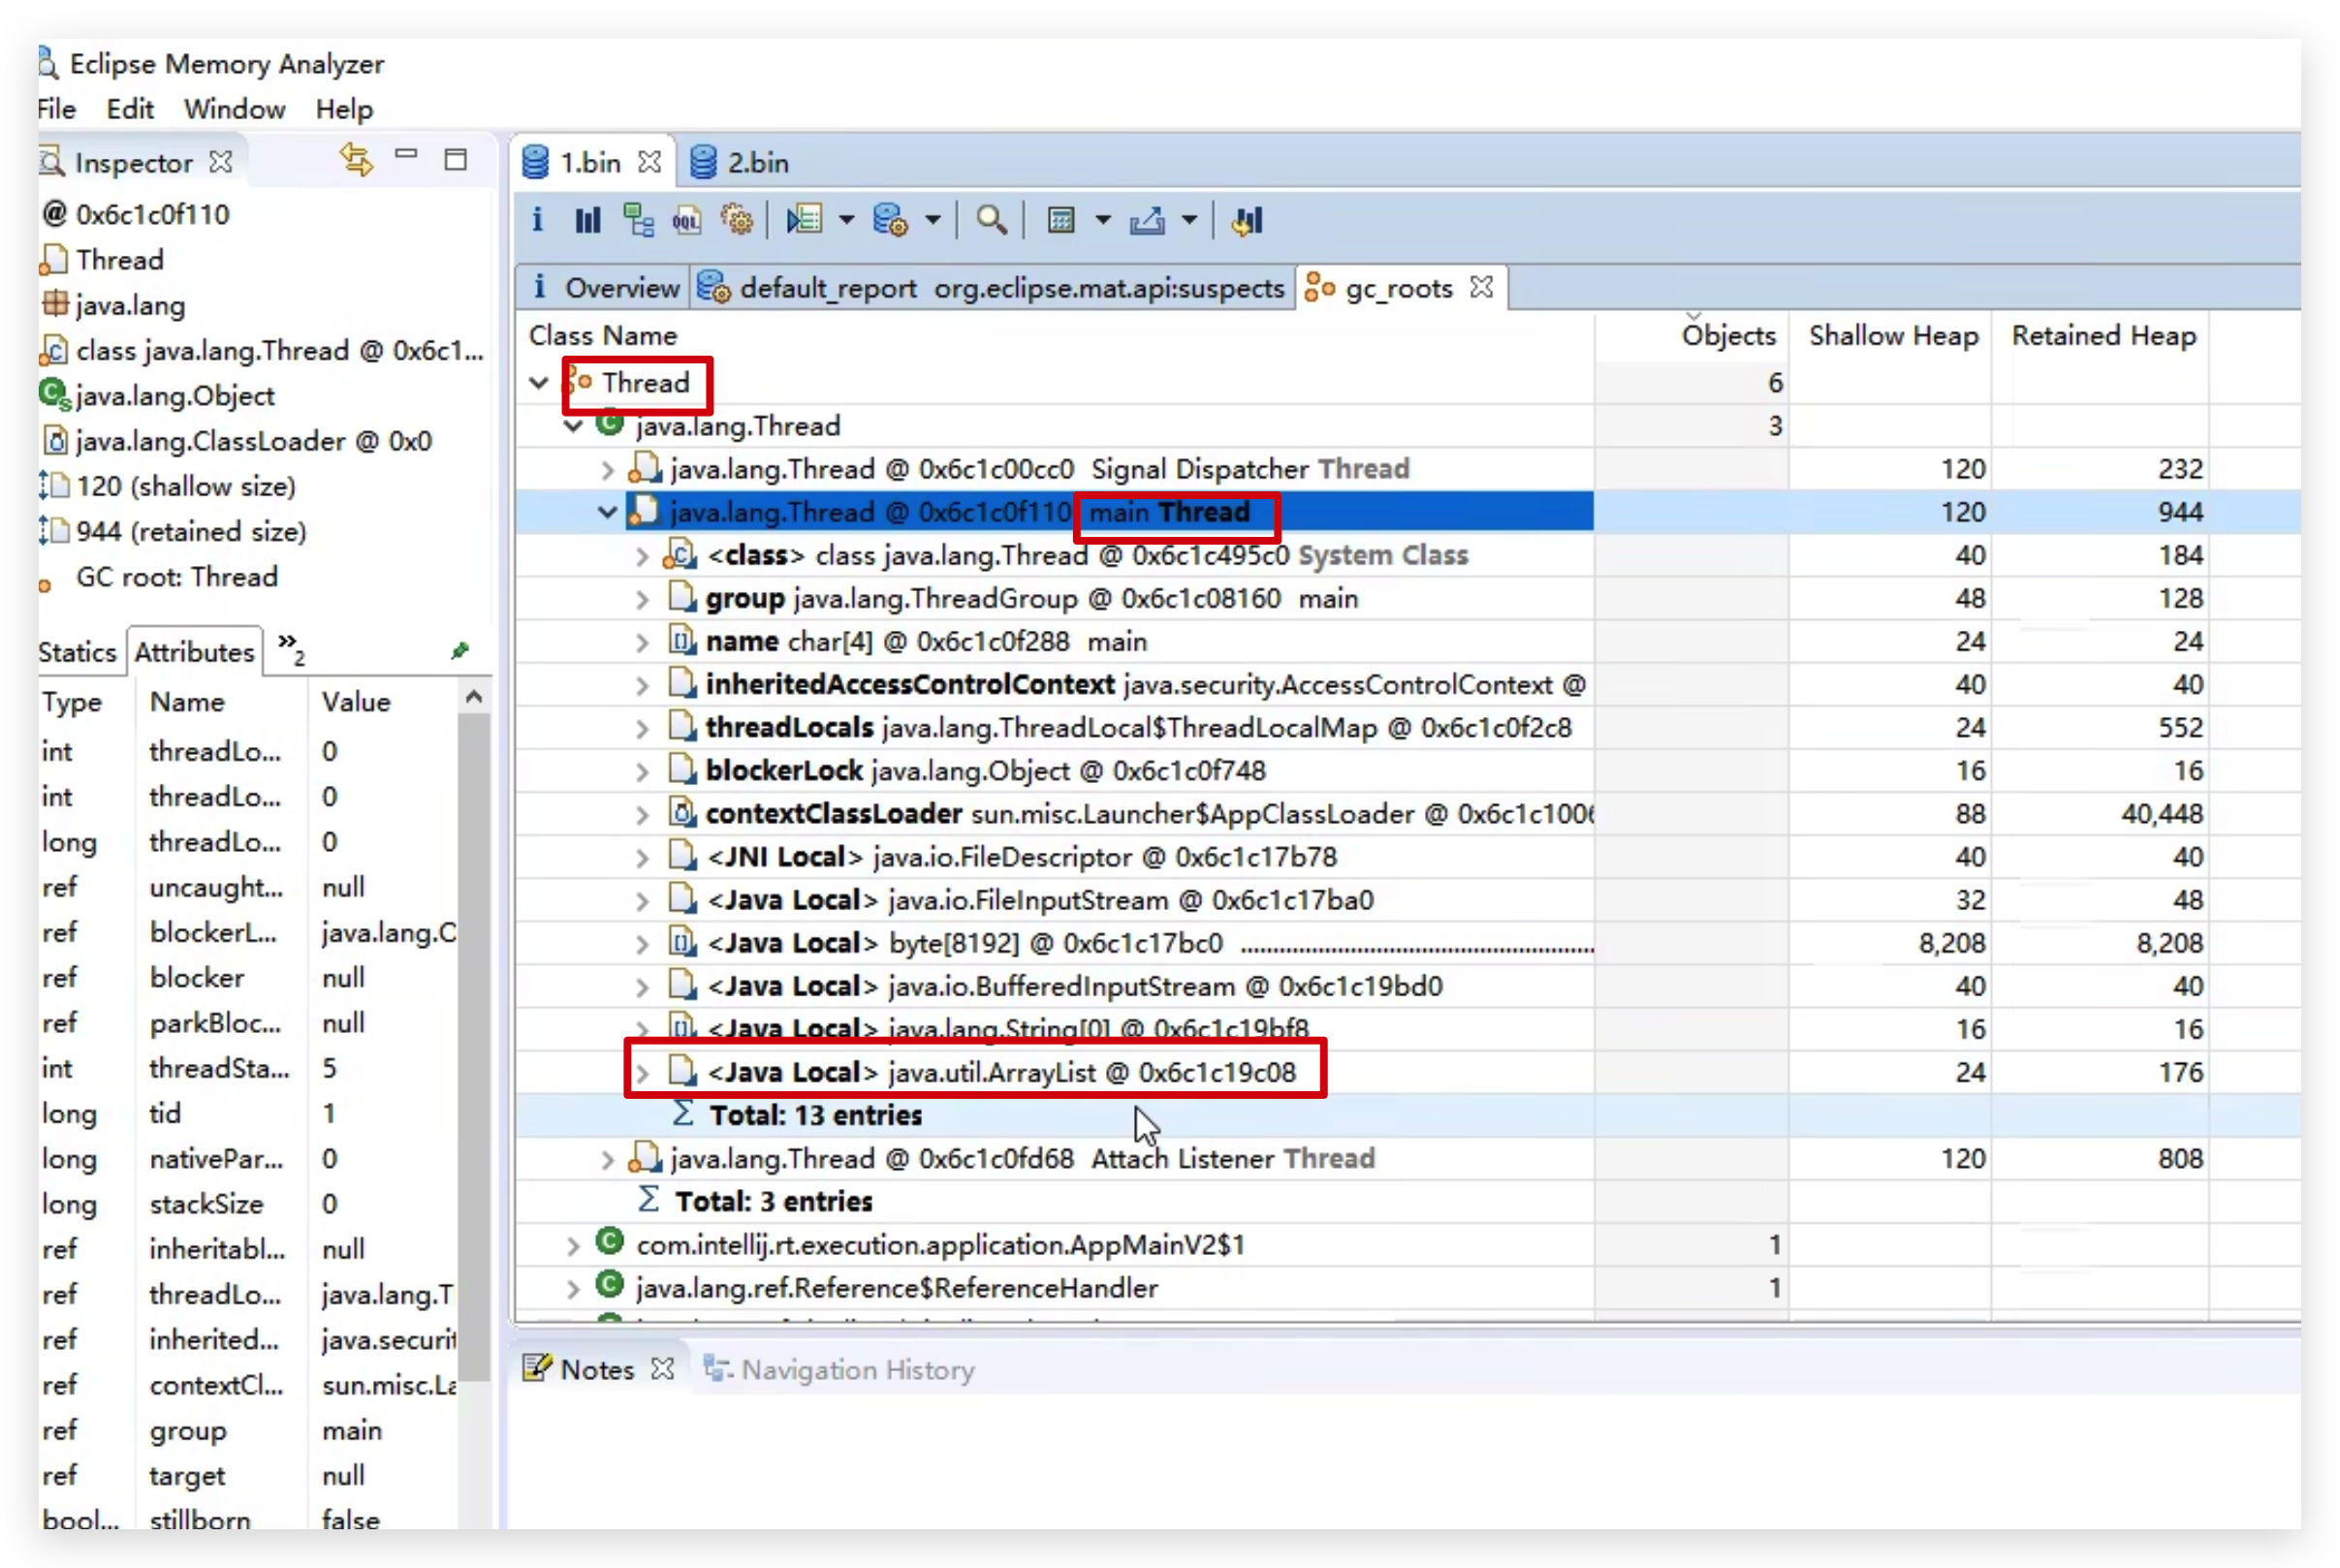 Eclipse Memory Analyzer
File Edit Window Help
Inspector
@ 0x6c1c0f110
Thread
java.lang
class java.lang.Thread @ 0x6c1...
java.lang.Object
java.lang.ClassLoader @ 0x0
120 (shallow size)
944 (retained size)
GC root: Thread
Statics Attributes »2
Type Name Value
int threadLo... 0
int threadLo... 0
long threadLo... 0
ref uncaught... null
ref blockerL... java.lang.O
ref blocker null
ref parkBloc... null
int threadSta... 5
long tid 1
long nativePar... 0
long stackSize 0
ref inheritabl... null
ref threadLo... java.lang.T
ref inherited... java.securit
ref contextCl... sun.misc.La
ref group main
ref target null
bool... stillborn false
1.bin 2.bin
i OQL
i Overview default_report org.eclipse.mat.api:suspects gc_roots
Class Name Objects Shallow Heap Retained Heap
Thread 6
java.lang.Thread 3
java.lang.Thread @ 0x6c1c00cc0 Signal Dispatcher Thread 120 232
java.lang.Thread @ 0x6c1c0f110 main Thread 120 944
<class> class java.lang.Thread @ 0x6c1c495c0 System Class 40 184
group java.lang.ThreadGroup @ 0x6c1c08160 main 48 128
name char[4] @ 0x6c1c0f288 main 24 24
inheritedAccessControlContext java.security.AccessControlContext @ 40 40
threadLocals java.lang.ThreadLocal$ThreadLocalMap @ 0x6c1c0f2c8 24 552
blockerLock java.lang.Object @ 0x6c1c0f748 16 16
contextClassLoader sun.misc.Launcher$AppClassLoader @ 0x6c1c1006 88 40,448
<JNI Local> java.io.FileDescriptor @ 0x6c1c17b78 40 40
<Java Local> java.io.FileInputStream @ 0x6c1c17ba0 32 48
<Java Local> byte[8192] @ 0x6c1c17bc0 ................................................ 8,208 8,208
<Java Local> java.io.BufferedInputStream @ 0x6c1c19bd0 40 40
<Java Local> java.lang.String[0] @ 0x6c1c19bf8 16 16
<Java Local> java.util.ArrayList @ 0x6c1c19c08 24 176
Σ Total: 13 entries
java.lang.Thread @ 0x6c1c0fd68 Attach Listener Thread 120 808
Σ Total: 3 entries
com.intellij.rt.execution.application.AppMainV2$1 1
java.lang.ref.Reference$ReferenceHandler 1
Notes Navigation History